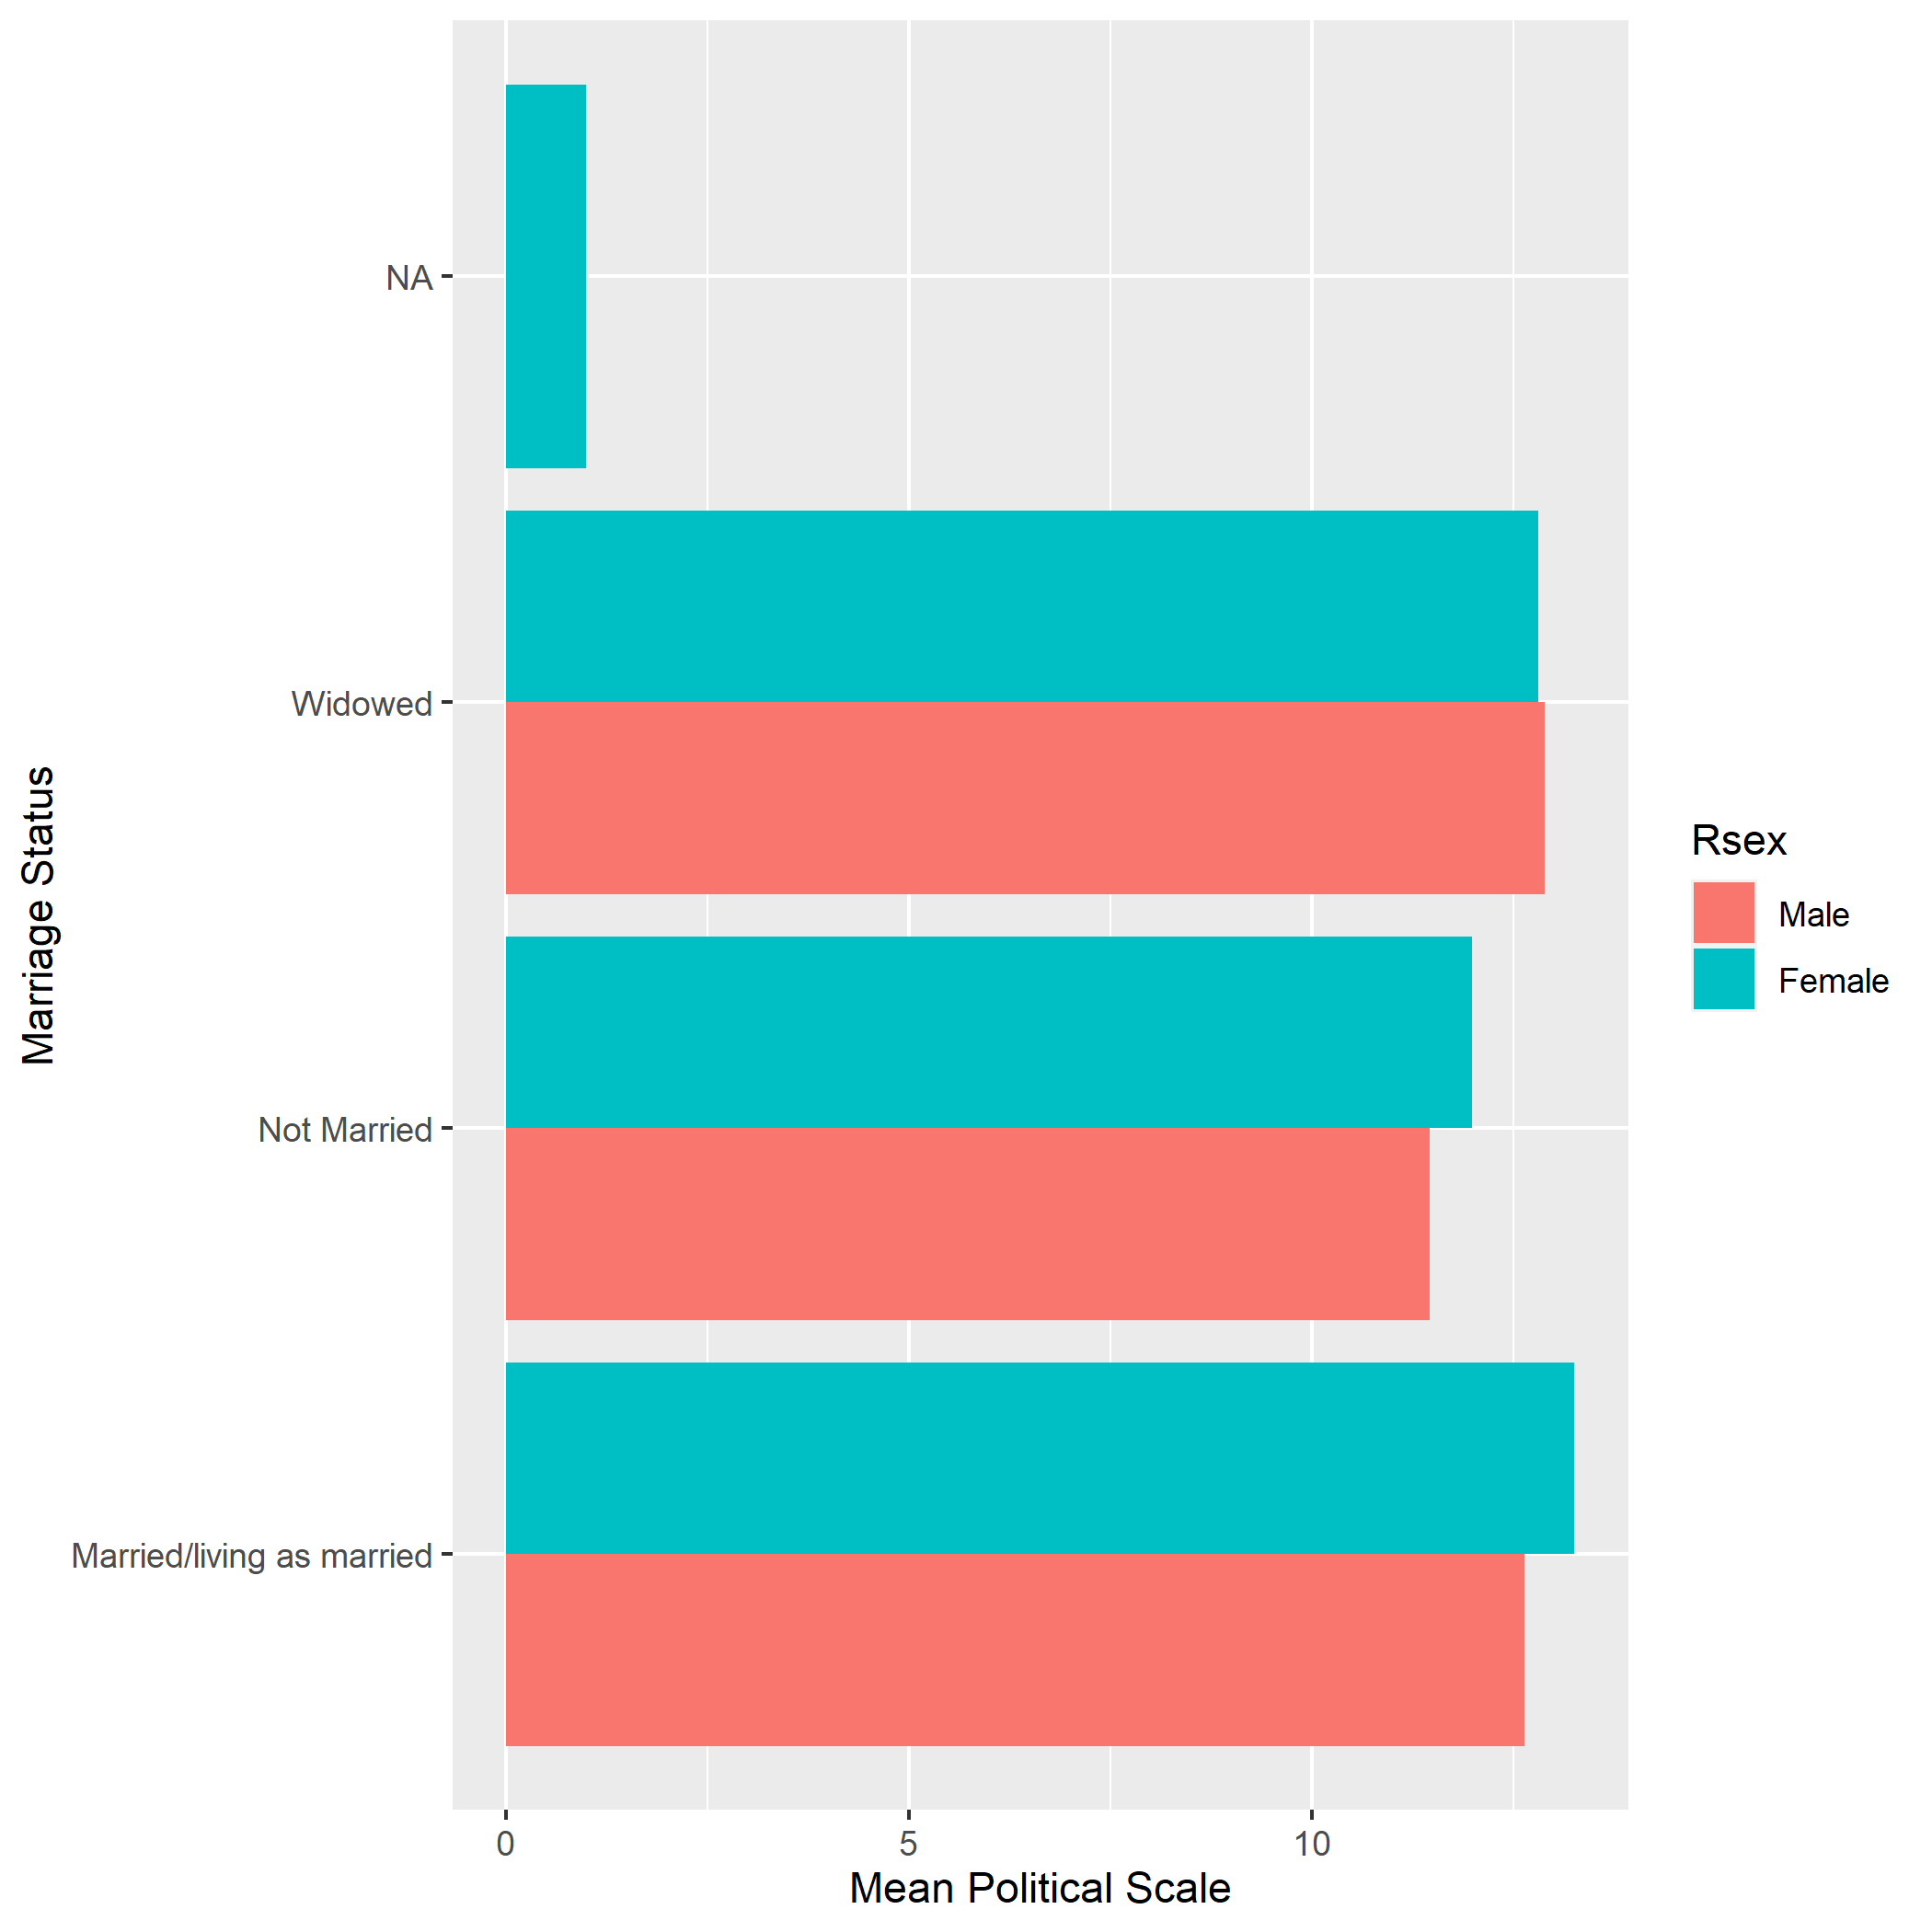 NA
Widowed
Not Married
Married/living as married
Marriage Status
0 5 10
Mean Political Scale
Rsex
Male
Female